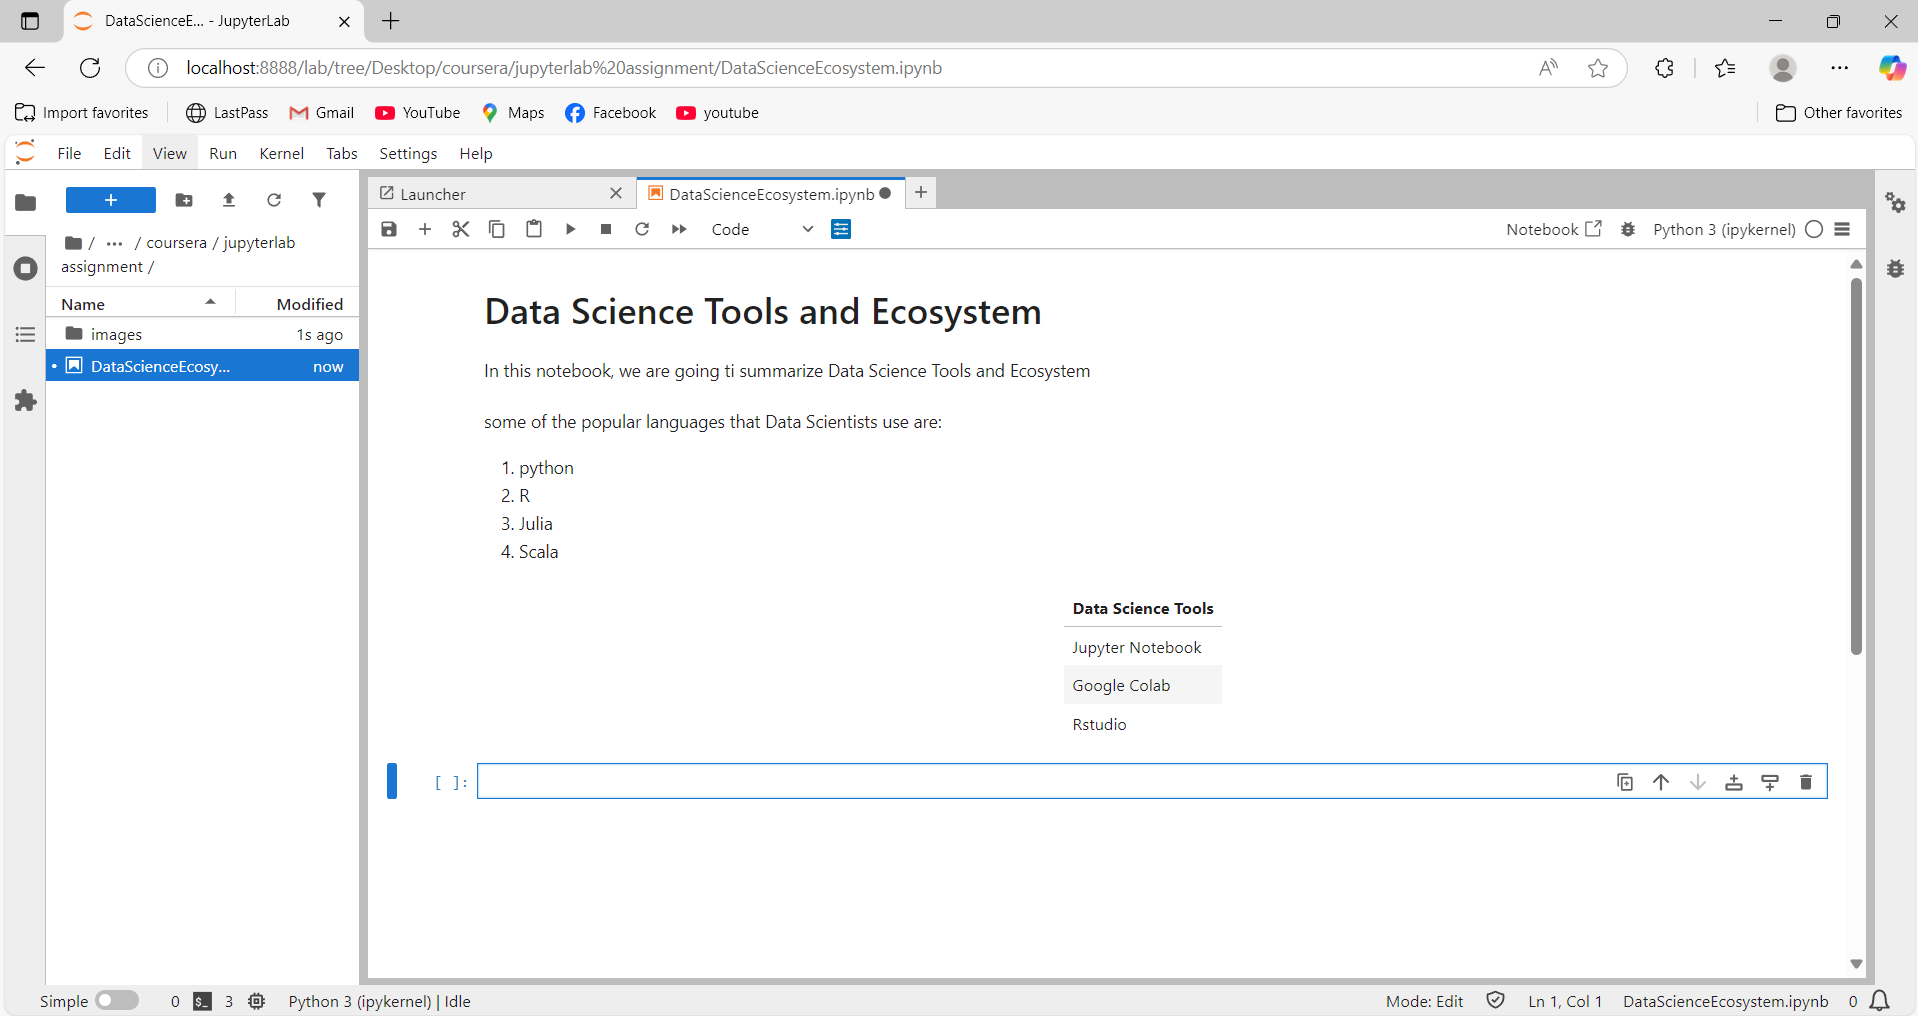 DataScienceE... - JupyterLab
localhost:8888/lab/tree/Desktop/coursera/jupyterlab%20assignment/DataScienceEcosystem.ipynb
Import favorites LastPass Gmail YouTube Maps Facebook youtube Other favorites
File Edit View Run Kernel Tabs Settings Help
Launcher DataScienceEcosystem.ipynb
Code Notebook Python 3 (ipykernel)
/ ... / coursera / jupyterlab
assignment /
Name Modified
images 1s ago
DataScienceEcosy... now
Data Science Tools and Ecosystem
In this notebook, we are going ti summarize Data Science Tools and Ecosystem
some of the popular languages that Data Scientists use are:
1. python
2. R
3. Julia
4. Scala
Data Science Tools
Jupyter Notebook
Google Colab
Rstudio
[ ]:
Simple 0 $_ 3 Python 3 (ipykernel) | Idle Mode: Edit Ln 1, Col 1 DataScienceEcosystem.ipynb 0